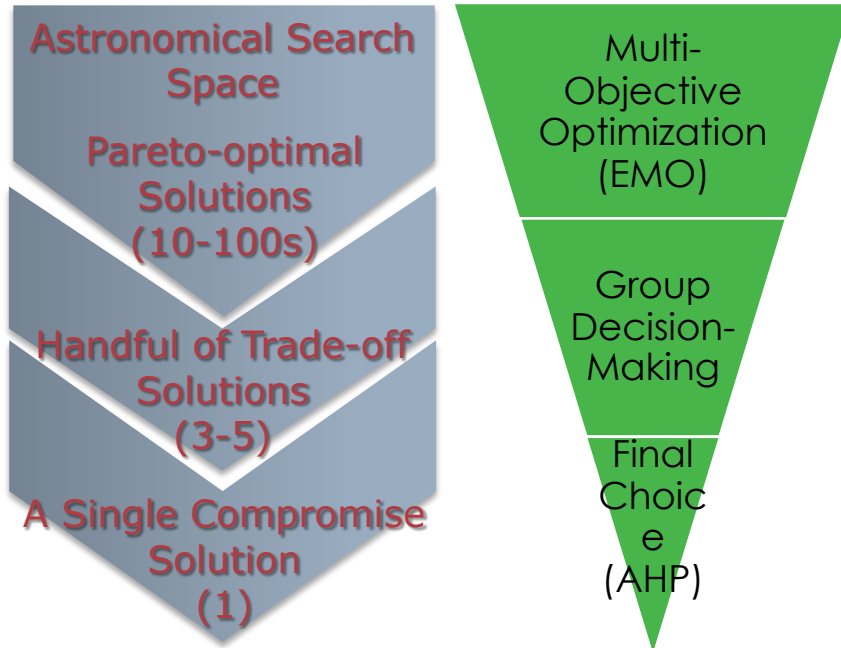 Astronomical Search
Space
Pareto-optimal
Solutions
(10-100s)
Handful of Trade-off
Solutions
(3-5)
A Single Compromise
Solution
(1)
Multi-
Objective
Optimization
(EMO)
Group
Decision-
Making
Final
Choic
e
(AHP)